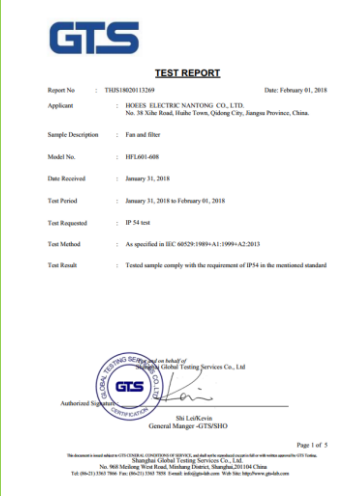 GTS
TEST REPORT
Report No : THJS18020113269 Date: February 01, 2018
Applicant : HOEES ELECTRIC NANTONG CO., LTD.
No. 38 Xihe Road, Huihe Town, Qidong City, Jiangsu Province, China.
Sample Description : Fan and filter
Model No. : HFL601-608
Date Received : January 31, 2018
Test Period : January 31, 2018 to February 01, 2018
Test Requested : IP 54 test
Test Method : As specified in IEC 60529:1989+A1:1999+A2:2013
Test Result : Tested sample comply with the requirement of IP54 in the mentioned standard
and on behalf of
Shanghai Global Testing Services Co., Ltd
GLOBAL TESTING SERVICES CO., LTD
GTS
CERTIFICATION
Authorized Signature
Shi Lei/Kevin
General Manger -GTS/SHO
Page 1 of 5
Shanghai Global Testing Services Co., Ltd.
No. 968 Meilong West Road, Minhang District, Shanghai,201104 China